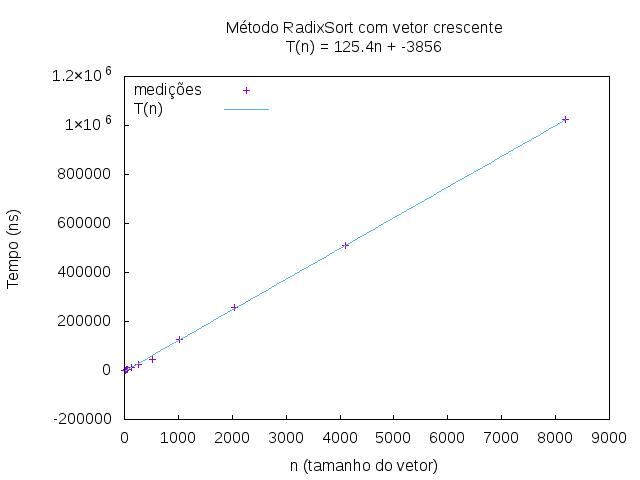 Método RadixSort com vetor crescente
T(n) = 125.4n + -3856
1.2×10⁶
1×10⁶
800000
600000
400000
200000
0
-200000
medições
T(n)
Tempo (ns)
0 1000 2000 3000 4000 5000 6000 7000 8000 9000
n (tamanho do vetor)